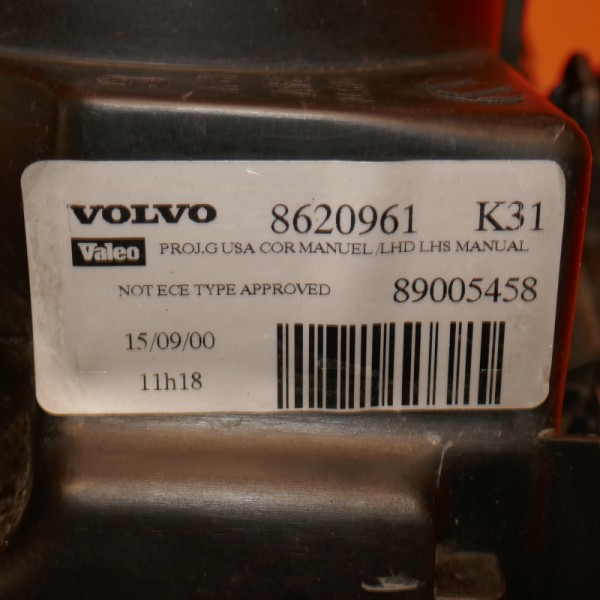 VOLVO 8620961 K31
Valeo PROJ.G USA COR MANUEL /LHD LHS MANUAL
NOT ECE TYPE APPROVED 89005458
15/09/00
11h18